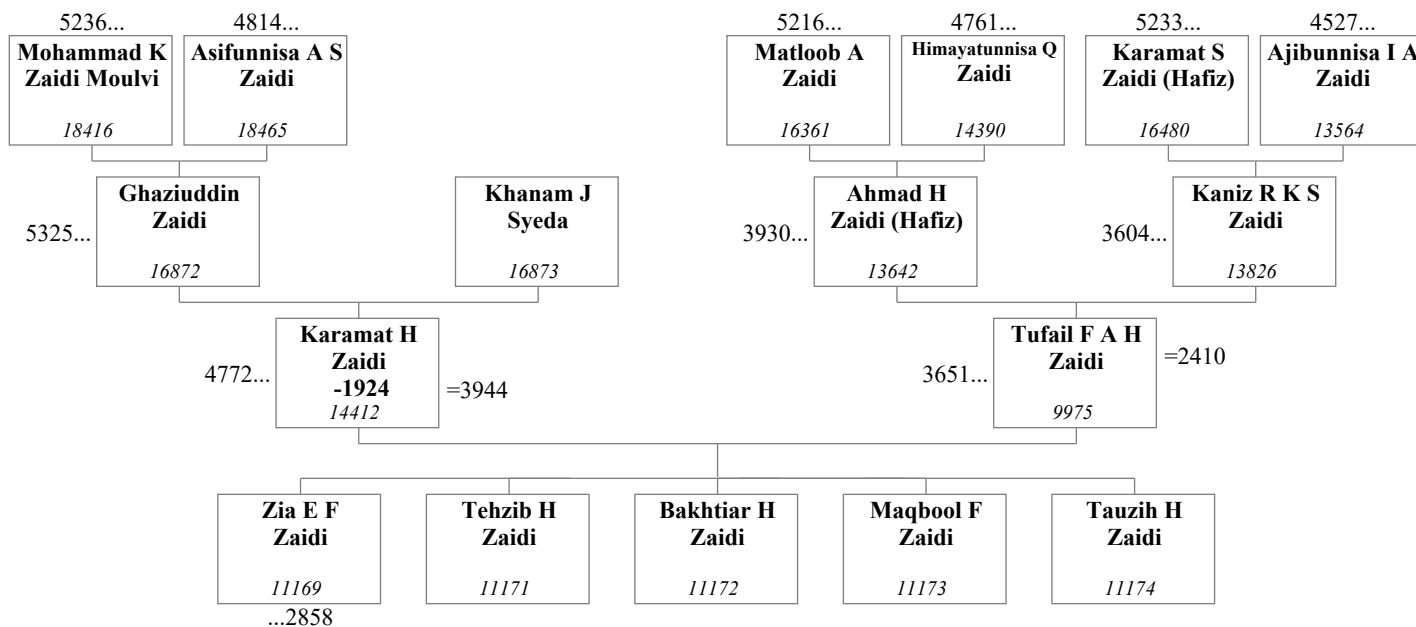 5236...
4814...
5216...
4761...
5233...
4527...
Mohammad K
Zaidi Moulvi
18416
Asifunnisa A S
Zaidi
18465
Matloob A
Zaidi
16361
Himayatunnisa Q
Zaidi
14390
Karamat S
Zaidi (Hafiz)
16480
Ajibunnisa I A
Zaidi
13564
5325...
Ghaziuddin
Zaidi
16872
Khanam J
Syeda
16873
3930...
Ahmad H
Zaidi (Hafiz)
13642
3604...
Kaniz R K S
Zaidi
13826
4772...
Karamat H
Zaidi
-1924
14412
=3944
3651...
Tufail F A H
Zaidi
9975
=2410
Zia E F
Zaidi
11169
...2858
Tehzib H
Zaidi
11171
Bakhtiar H
Zaidi
11172
Maqbool F
Zaidi
11173
Tauzih H
Zaidi
11174